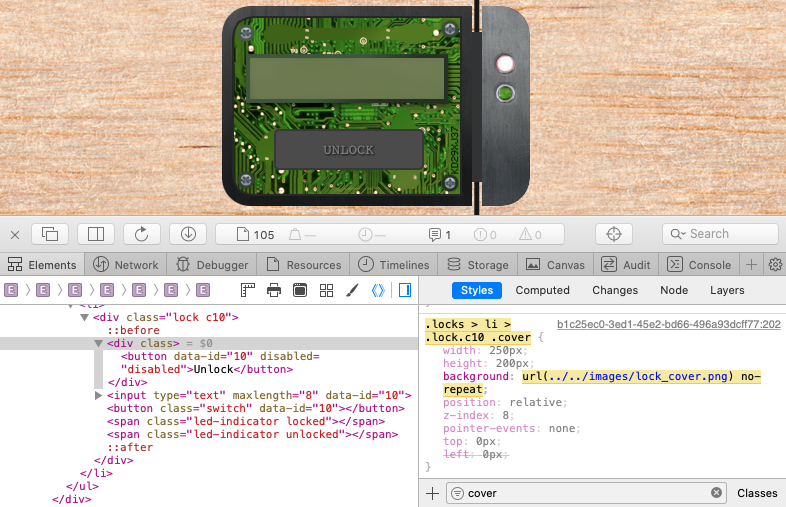 UNLOCK
KD29XJ37
105
—
—
1
0
0
Search
Elements
Network
Debugger
Resources
Timelines
Storage
Canvas
Audit
Console
E E E E E E E
Styles
Computed
Changes
Node
Layers
<li>
<div class="lock c10">
::before
<div class> = $0
<button data-id="10" disabled=
"disabled">Unlock</button>
</div>
<input type="text" maxlength="8" data-id="10">
<button class="switch" data-id="10"></button>
<span class="led-indicator locked"></span>
<span class="led-indicator unlocked"></span>
::after
</div>
</li>
</ul>
</div>
}
.locks > li > b1c25ec0-3ed1-45e2-bd66-496a93dcff77:202
.lock.c10 .cover {
width: 250px;
height: 200px;
background: url(../../images/lock_cover.png) no-
repeat;
position: relative;
z-index: 8;
pointer-events: none;
top: 0px;
left: 0px;
}
cover
Classes